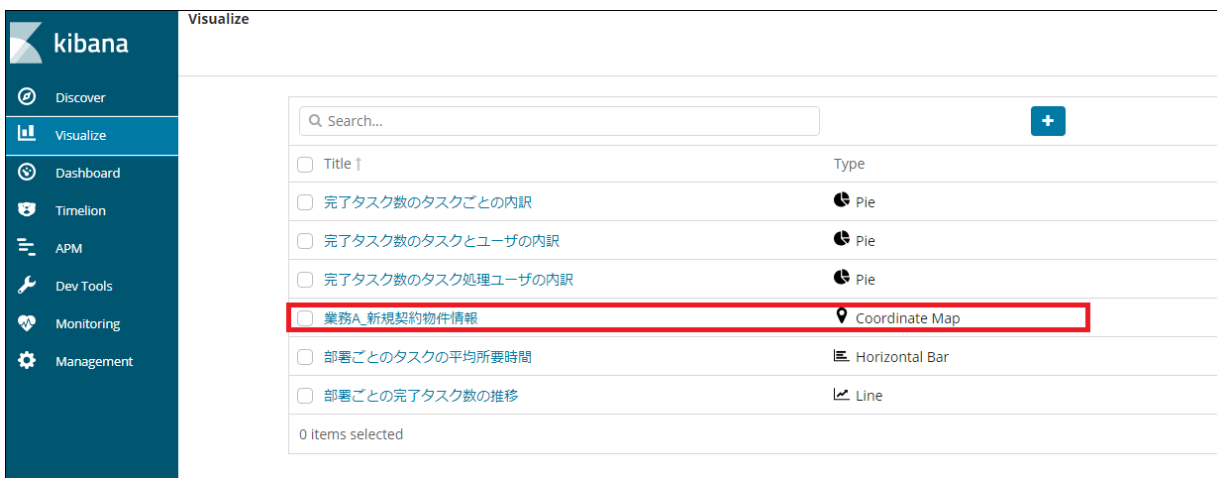 kibana
Discover
Visualize
Dashboard
Timelion
APM
Dev Tools
Monitoring
Management
Visualize
Search...
Title Type
完了タスク数のタスクごとの内訳 Pie
完了タスク数のタスクとユーザの内訳 Pie
完了タスク数のタスク処理ユーザの内訳 Pie
業務A_新規契約物件情報 Coordinate Map
部署ごとのタスクの平均所要時間 Horizontal Bar
部署ごとの完了タスク数の推移 Line
0 items selected